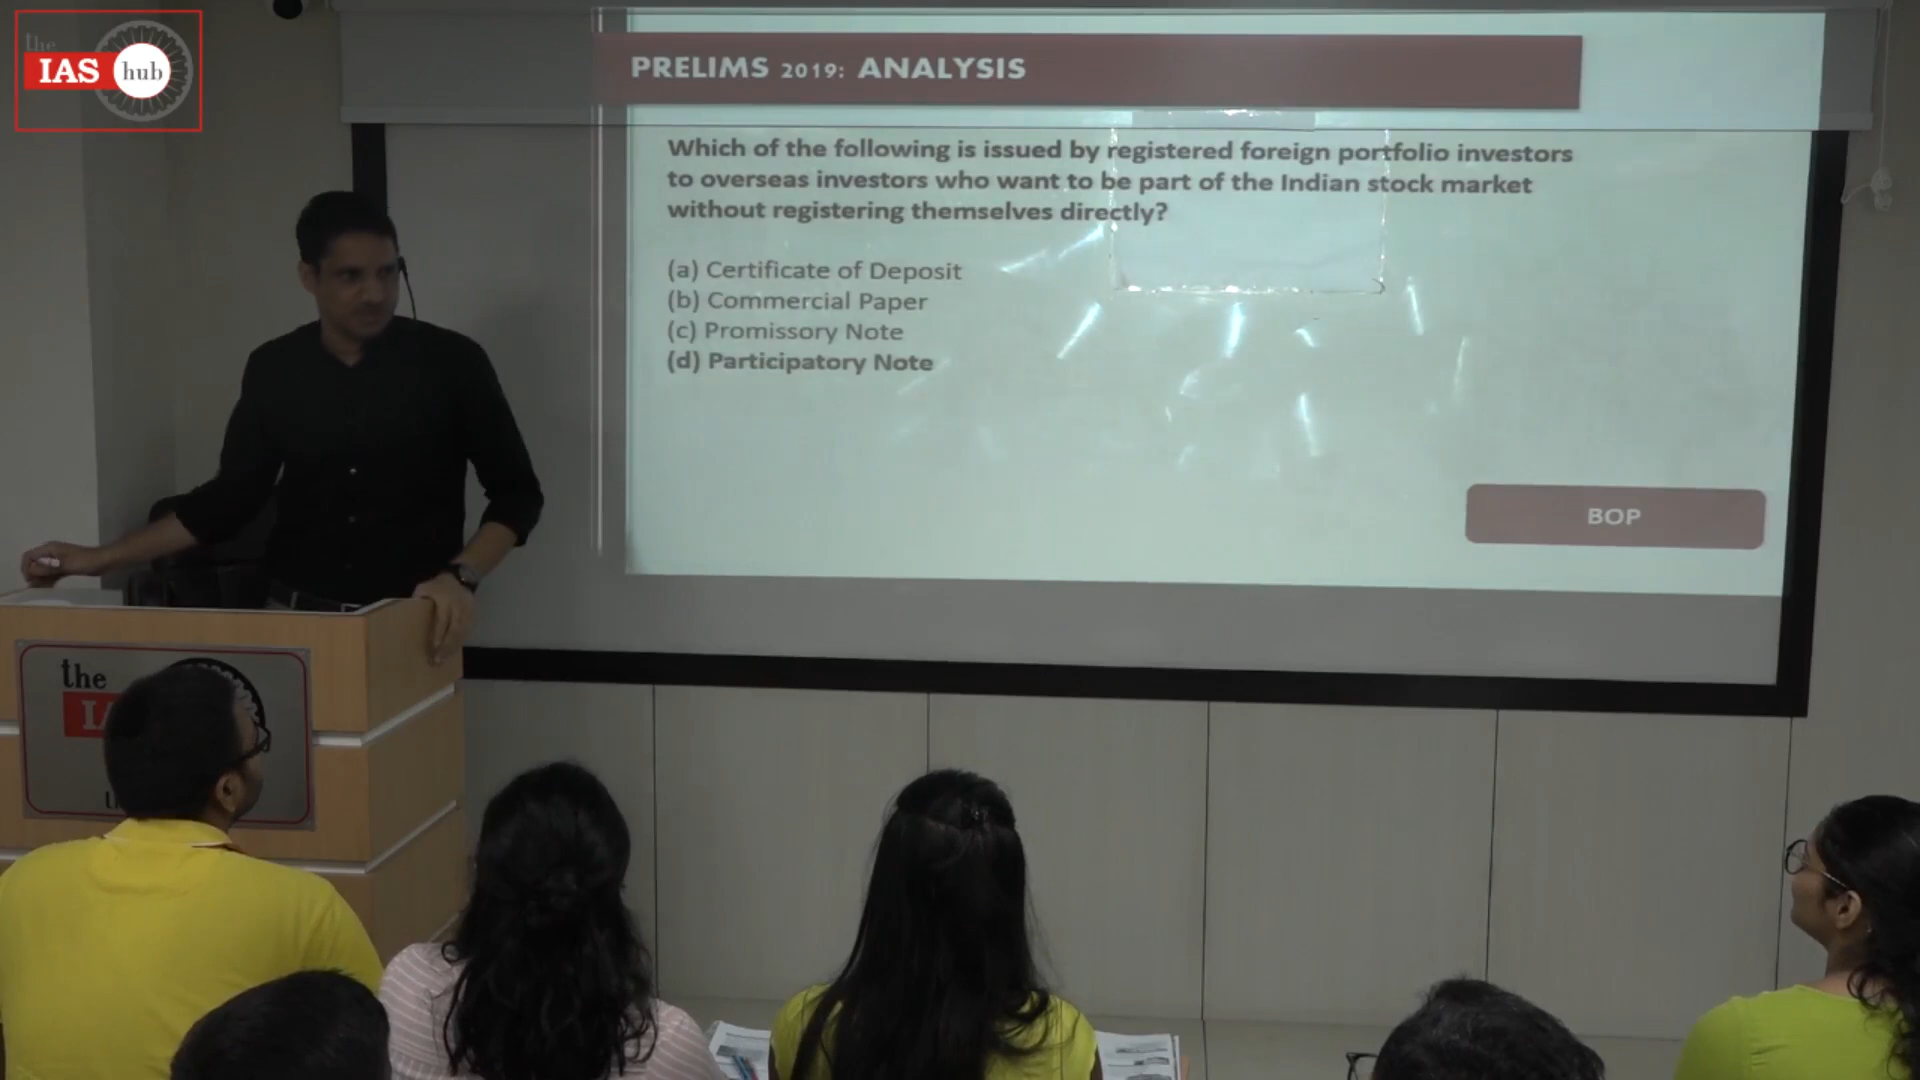 the
IAS hub
PRELIMS 2019: ANALYSIS
Which of the following is issued by registered foreign portfolio investors
to overseas investors who want to be part of the Indian stock market
without registering themselves directly?
(a) Certificate of Deposit
(b) Commercial Paper
(c) Promissory Note
(d) Participatory Note
BOP
the